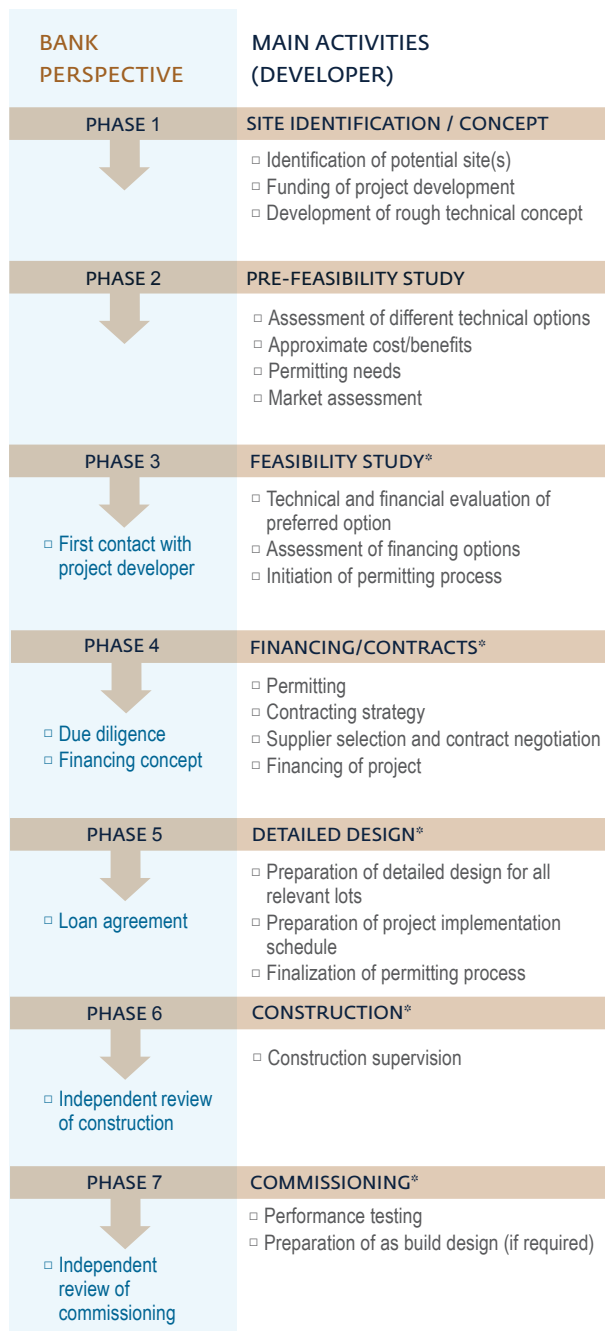 BANK
PERSPECTIVE
MAIN ACTIVITIES
(DEVELOPER)
PHASE 1
SITE IDENTIFICATION / CONCEPT
□ Identification of potential site(s)
□ Funding of project development
□ Development of rough technical concept
PHASE 2
PRE-FEASIBILITY STUDY
□ Assessment of different technical options
□ Approximate cost/benefits
□ Permitting needs
□ Market assessment
PHASE 3
FEASIBILITY STUDY*
□ First contact with
project developer
□ Technical and financial evaluation of
preferred option
□ Assessment of financing options
□ Initiation of permitting process
PHASE 4
FINANCING/CONTRACTS*
□ Due diligence
□ Financing concept
□ Permitting
□ Contracting strategy
□ Supplier selection and contract negotiation
□ Financing of project
PHASE 5
DETAILED DESIGN*
□ Loan agreement
□ Preparation of detailed design for all
relevant lots
□ Preparation of project implementation
schedule
□ Finalization of permitting process
PHASE 6
CONSTRUCTION*
□ Independent review
of construction
□ Construction supervision
PHASE 7
COMMISSIONING*
□ Independent
review of
commissioning
□ Performance testing
□ Preparation of as build design (if required)